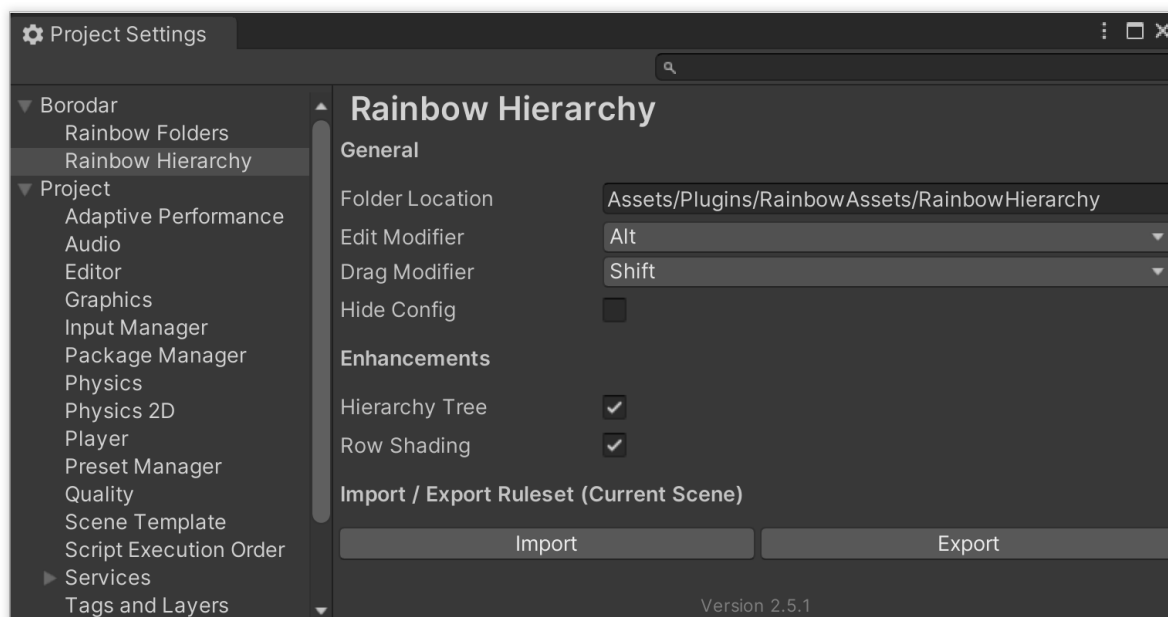 Project Settings
Borodar
Rainbow Folders
Rainbow Hierarchy
Project
Adaptive Performance
Audio
Editor
Graphics
Input Manager
Package Manager
Physics
Physics 2D
Player
Preset Manager
Quality
Scene Template
Script Execution Order
Services
Tags and Layers
Rainbow Hierarchy
General
Folder Location Assets/Plugins/RainbowAssets/RainbowHierarchy
Edit Modifier Alt
Drag Modifier Shift
Hide Config
Enhancements
Hierarchy Tree
Row Shading
Import / Export Ruleset (Current Scene)
Import Export
Version 2.5.1